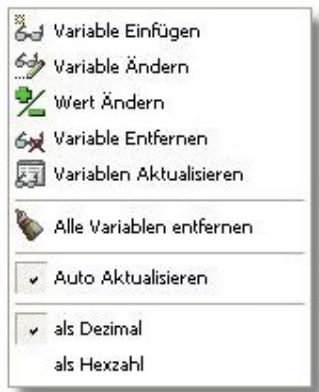 Variable Einfügen
Variable Ändern
Wert Ändern
Variable Entfernen
Variablen Aktualisieren
Alle Variablen entfernen
Auto Aktualisieren
als Dezimal
als Hexzahl